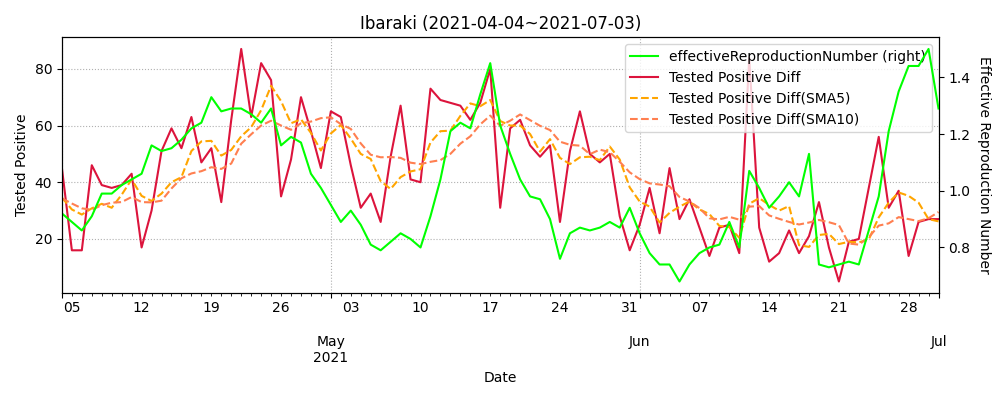 Ibaraki (2021-04-04~2021-07-03)
effectiveReproductionNumber (right)
Tested Positive Diff
Tested Positive Diff(SMA5)
Tested Positive Diff(SMA10)
Tested Positive
80
60
40
20
1.4
1.2
1.0
0.8
Effective Reproduction Number
05 12 19 26 03 10 17 24 31 07 14 21 28
May Jun Jul
2021
Date